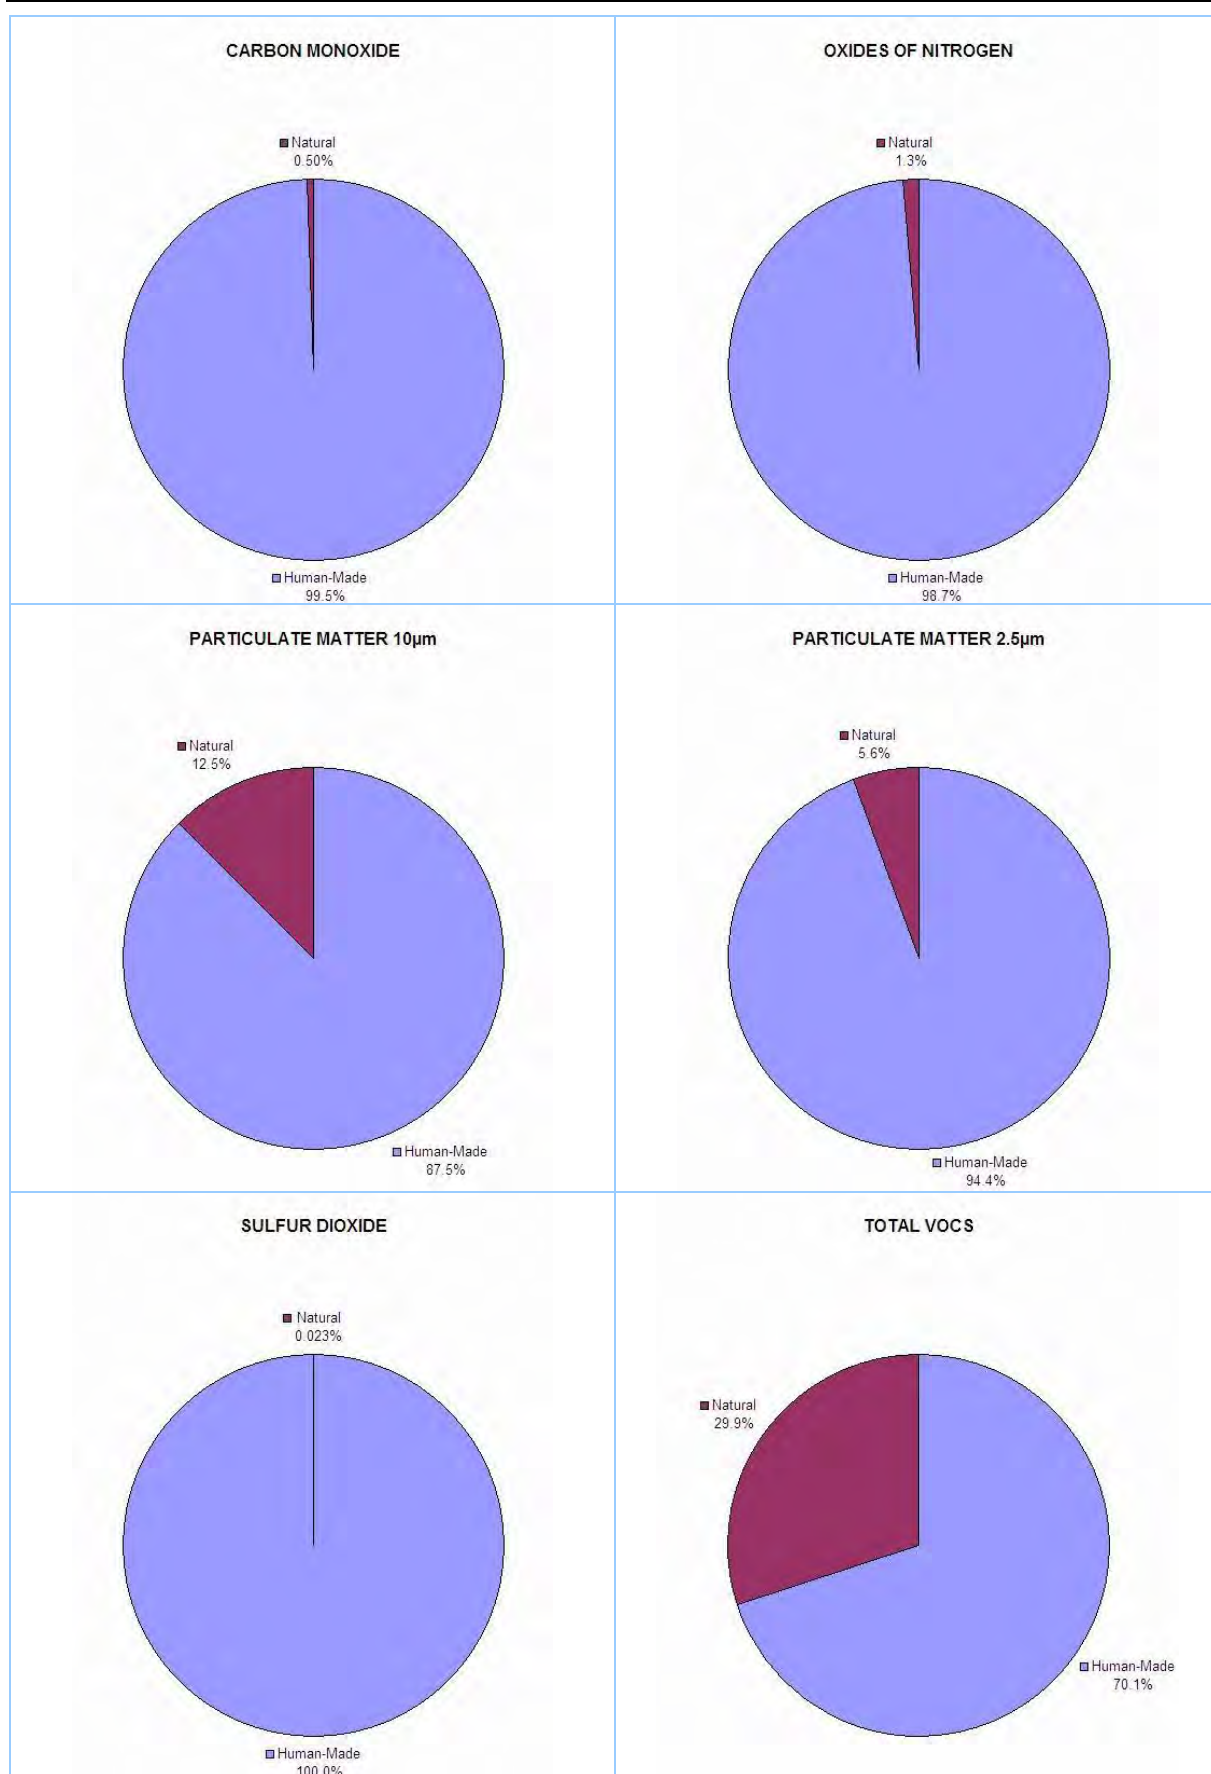 CARBON MONOXIDE
Natural
0.50%
Human-Made
99.5%
OXIDES OF NITROGEN
Natural
1.3%
Human-Made
98.7%
PARTICULATE MATTER 10µm
Natural
12.5%
Human-Made
87.5%
PARTICULATE MATTER 2.5µm
Natural
5.6%
Human-Made
94.4%
SULFUR DIOXIDE
Natural
0.023%
Human-Made
100.0%
TOTAL VOCS
Natural
29.9%
Human-Made
70.1%